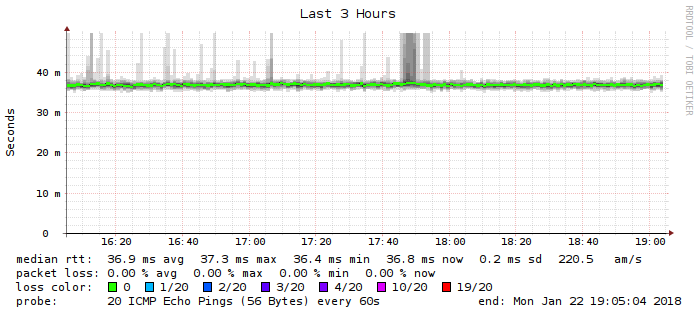 Last 3 Hours
RRDTOOL / TOBI OETIKER
Seconds
40 m
30 m
20 m
10 m
0
16:20 16:40 17:00 17:20 17:40 18:00 18:20 18:40 19:00
median rtt: 36.9 ms avg 37.3 ms max 36.4 ms min 36.8 ms now 0.2 ms sd 220.5 am/s
packet loss: 0.00 % avg 0.00 % max 0.00 % min 0.00 % now
loss color: 0 1/20 2/20 3/20 4/20 10/20 19/20
probe: 20 ICMP Echo Pings (56 Bytes) every 60s end: Mon Jan 22 19:05:04 2018